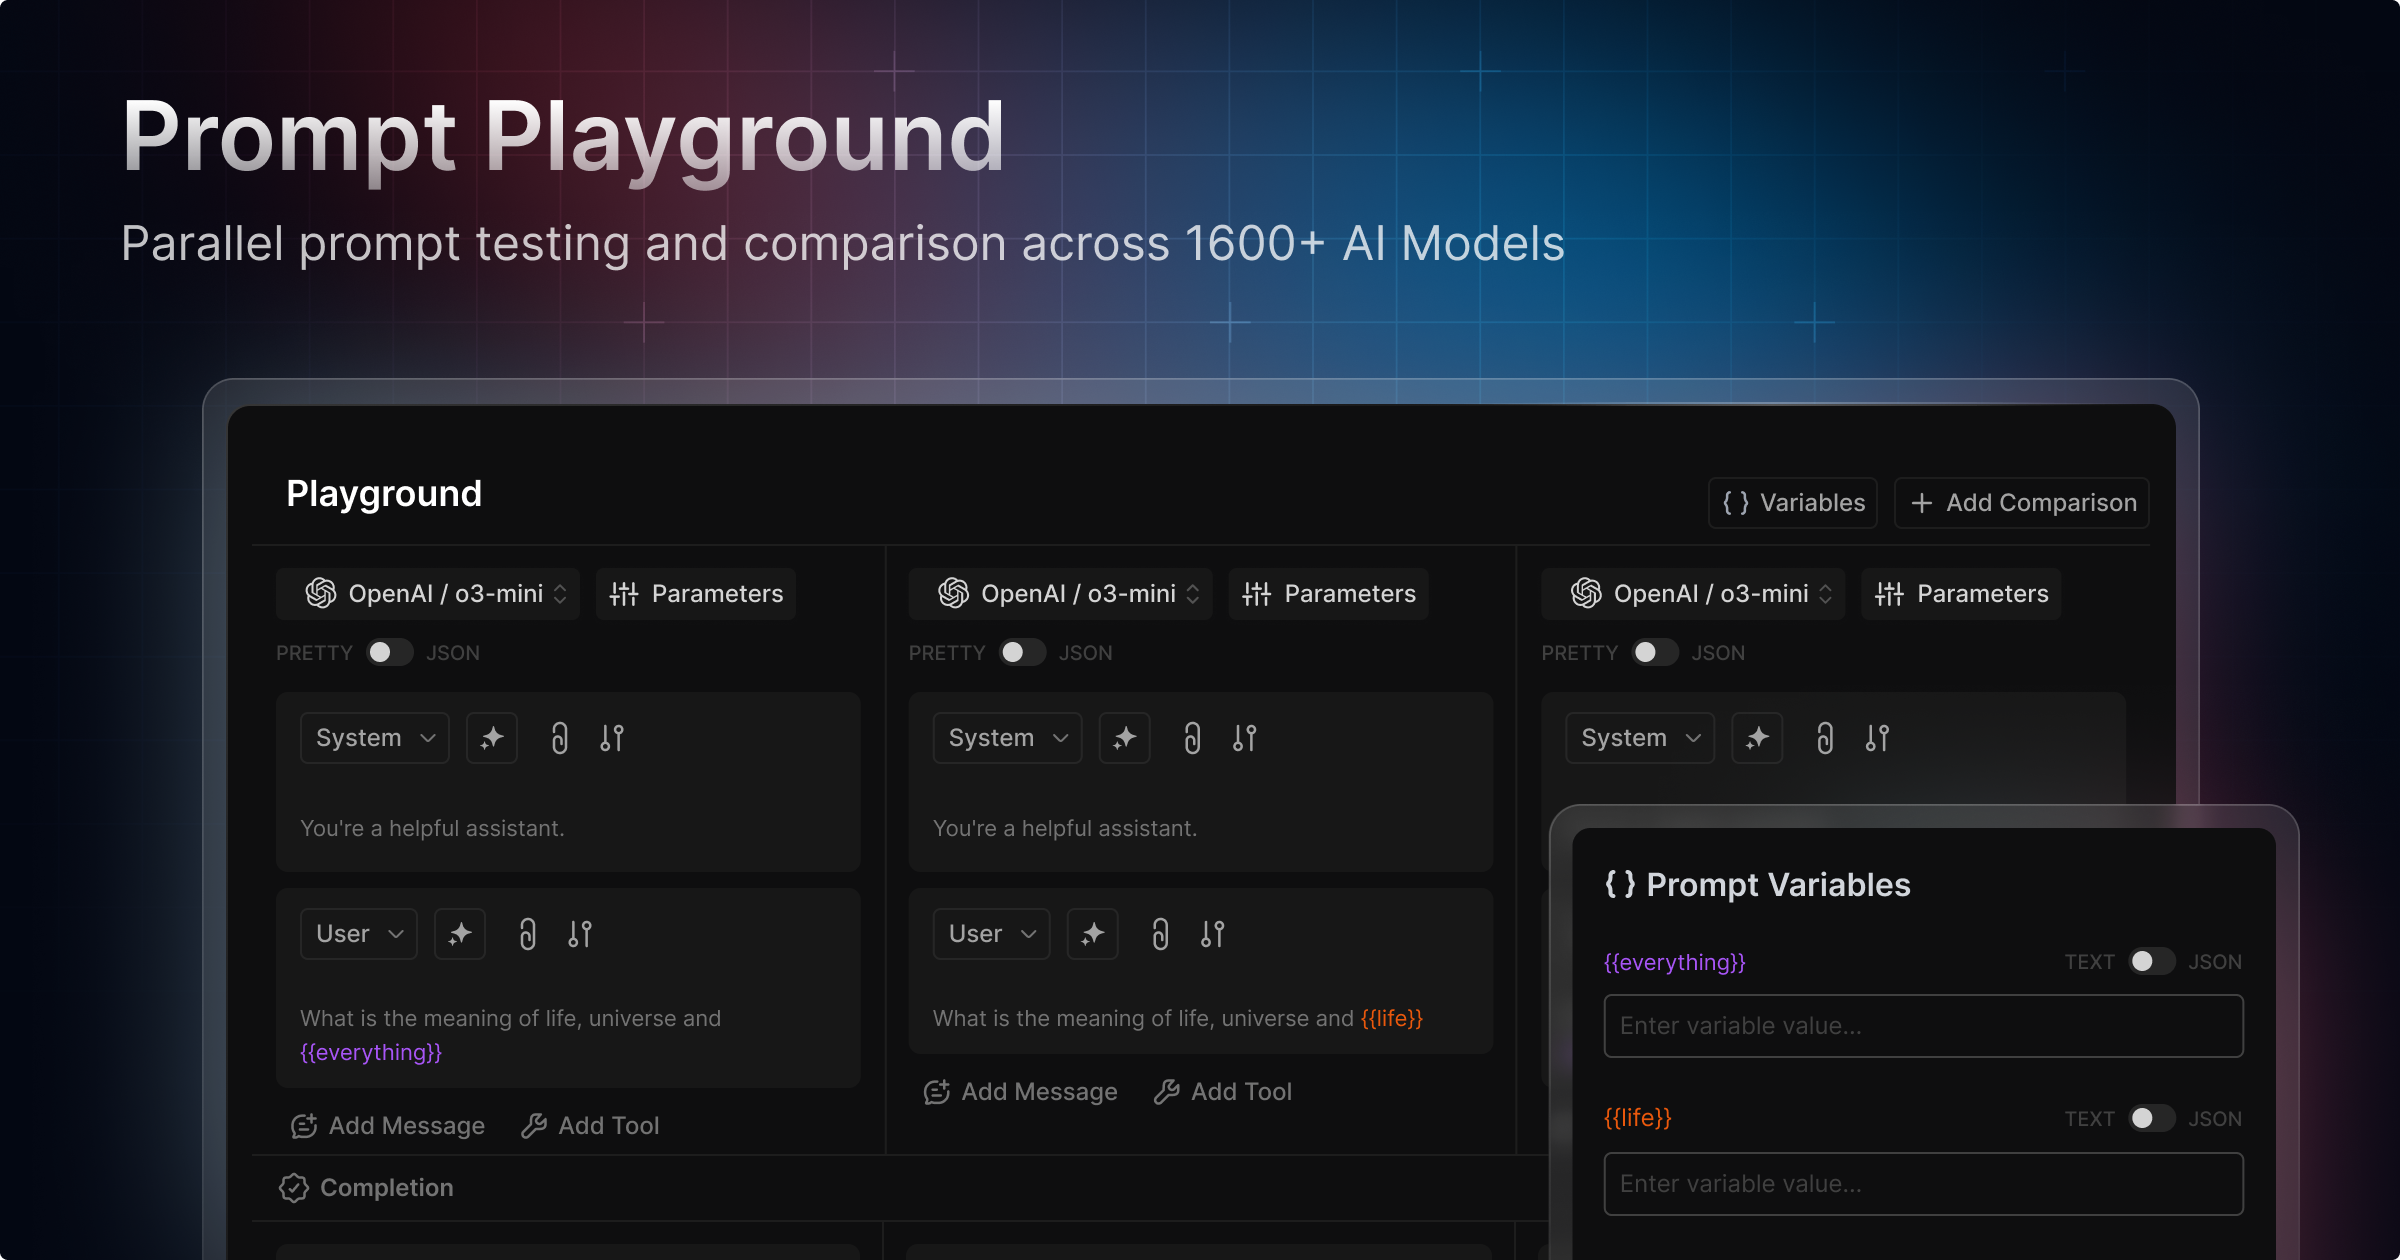 Prompt Playground
Parallel prompt testing and comparison across 1600+ AI Models
Playground
{ } Variables
+ Add Comparison
OpenAI / o3-mini
Parameters
PRETTY
JSON
System
You're a helpful assistant.
User
What is the meaning of life, universe and
{{everything}}
Add Message
Add Tool
OpenAI / o3-mini
Parameters
PRETTY
JSON
System
You're a helpful assistant.
User
What is the meaning of life, universe and {{life}}
Add Message
Add Tool
OpenAI / o3-mini
Parameters
PRETTY
JSON
System
Completion
{ } Prompt Variables
{{everything}}
TEXT
JSON
Enter variable value...
{{life}}
TEXT
JSON
Enter variable value...